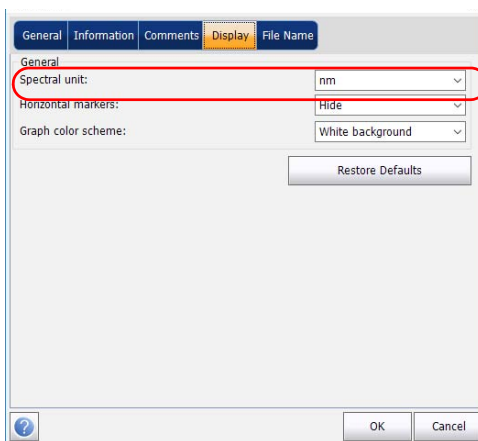 General Information Comments Display File Name
General
Spectral unit: nm
Horizontal markers: Hide
Graph color scheme: White background
Restore Defaults
? OK Cancel